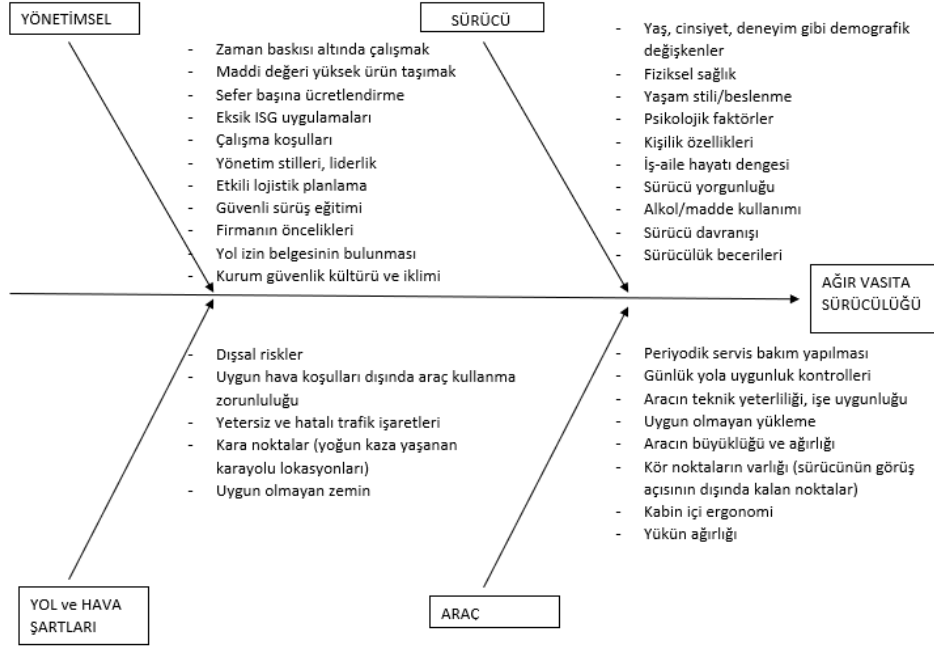 YÖNETİMSEL
- Zaman baskısı altında çalışmak
- Maddi değeri yüksek ürün taşımak
- Sefer başına ücretlendirme
- Eksik ISG uygulamaları
- Çalışma koşulları
- Yönetim stilleri, liderlik
- Etkili lojistik planlama
- Güvenli sürüş eğitimi
- Firmanın öncelikleri
- Yol izin belgesinin bulunması
- Kurum güvenlik kültürü ve iklimi
SÜRÜCÜ
- Yaş, cinsiyet, deneyim gibi demografik
değişkenler
- Fiziksel sağlık
- Yaşam stili/beslenme
- Psikolojik faktörler
- Kişilik özellikleri
- İş-aile hayatı dengesi
- Sürücü yorgunluğu
- Alkol/madde kullanımı
- Sürücü davranışı
- Sürücülük becerileri
AĞIR VASITA
SÜRÜCÜLÜĞÜ
- Dışsal riskler
- Uygun hava koşulları dışında araç kullanma
zorunluluğu
- Yetersiz ve hatalı trafik işaretleri
- Kara noktalar (yoğun kaza yaşanan
karayolu lokasyonları)
- Uygun olmayan zemin
YOL ve HAVA
ŞARTLARI
- Periyodik servis bakım yapılması
- Günlük yola uygunluk kontrolleri
- Aracın teknik yeterliliği, işe uygunluğu
- Uygun olmayan yükleme
- Aracın büyüklüğü ve ağırlığı
- Kör noktaların varlığı (sürücünün görüş
açısının dışında kalan noktalar)
- Kabin içi ergonomi
- Yükün ağırlığı
ARAÇ